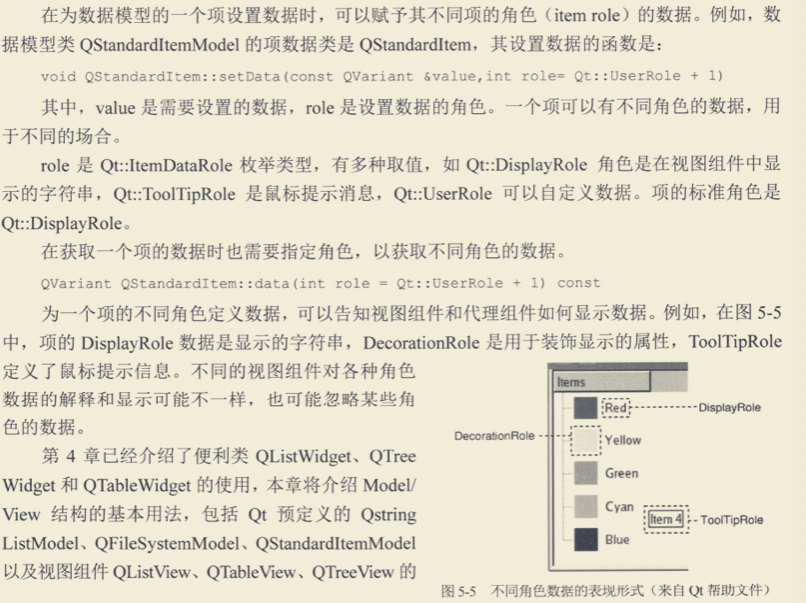 在为数据模型的一个项设置数据时，可以赋予其不同项的角色（item role）的数据。例如，数
据模型类 QStandardItemModel 的项数据类是 QStandardItem，其设置数据的函数是：
void QStandardItem::setData(const QVariant &value,int role= Qt::UserRole + 1)
其中，value 是需要设置的数据，role 是设置数据的角色。一个项可以有不同角色的数据，用
于不同的场合。
role 是 Qt::ItemDataRole 枚举类型，有多种取值，如 Qt::DisplayRole 角色是在视图组件中显
示的字符串，Qt::ToolTipRole 是鼠标提示消息，Qt::UserRole 可以自定义数据。项的标准角色是
Qt::DisplayRole。
在获取一个项的数据时也需要指定角色，以获取不同角色的数据。
QVariant QStandardItem::data(int role = Qt::UserRole + 1) const
为一个项的不同角色定义数据，可以告知视图组件和代理组件如何显示数据。例如，在图 5-5
中，项的 DisplayRole 数据是显示的字符串，DecorationRole 是用于装饰显示的属性，ToolTipRole
定义了鼠标提示信息。不同的视图组件对各种角色
数据的解释和显示可能不一样，也可能忽略某些角
色的数据。
第 4 章已经介绍了便利类 QListWidget、QTree
Widget 和 QTableWidget 的使用，本章将介绍 Model/
View 结构的基本用法，包括 Qt 预定义的 Qstring
ListModel、QFileSystemModel、QStandardItemModel
以及视图组件 QListView、QTableView、QTreeView 的
Items
Red
DisplayRole
DecorationRole
Yellow
Green
Cyan
Item 4
ToolTipRole
Blue
图 5-5 不同角色数据的表现形式（来自 Qt 帮助文件）